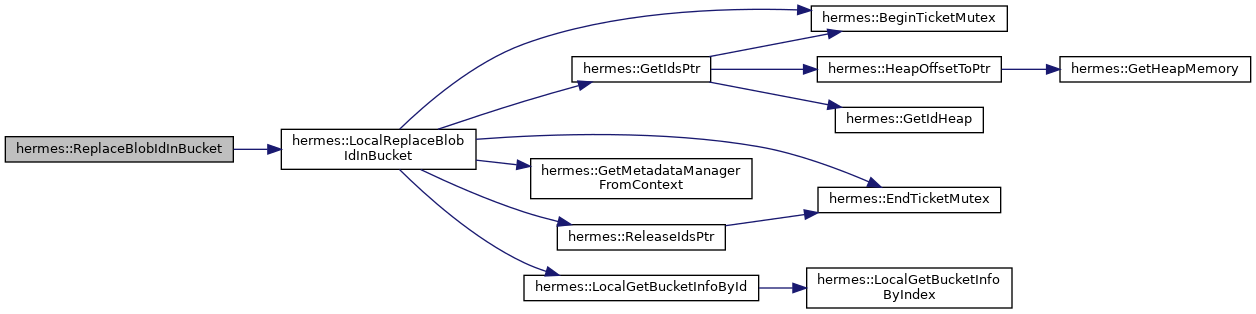 hermes::ReplaceBlobIdInBucket
hermes::LocalReplaceBlob
IdInBucket
hermes::BeginTicketMutex
hermes::GetIdsPtr
hermes::HeapOffsetToPtr
hermes::GetHeapMemory
hermes::GetIdHeap
hermes::GetMetadataManager
FromContext
hermes::EndTicketMutex
hermes::ReleaseIdsPtr
hermes::LocalGetBucketInfoById
hermes::LocalGetBucketInfo
ByIndex